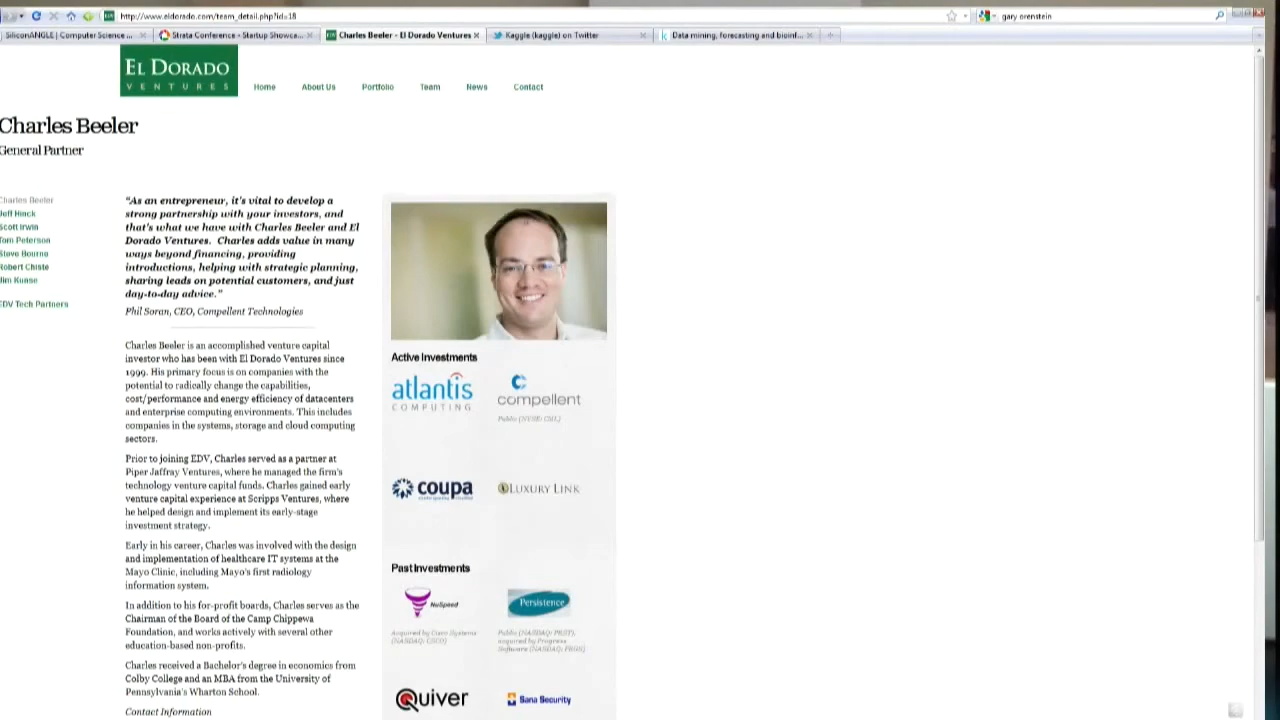 http://www.eldorado.com/team_detail.php?id=18
gary orenstein
SiliconANGLE | Computer Science ...
Strata Conference - Startup Showca...
Charles Beeler - El Dorado Ventures
Kaggle (kaggle) on Twitter
Data mining, forecasting and bioinf...
EL DORADO
VENTURES
Home
About Us
Portfolio
Team
News
Contact
Charles Beeler
General Partner
Charles Beeler
Jeff Hinck
Scott Irwin
Tom Peterson
Steve Bourne
Robert Chiste
Jim Kunse
EDV Tech Partners
"As an entrepreneur, it's vital to develop a
strong partnership with your investors, and
that's what we have with Charles Beeler and El
Dorado Ventures. Charles adds value in many
ways beyond financing, providing
introductions, helping with strategic planning,
sharing leads on potential customers, and just
day-to-day advice."
Phil Soran, CEO, Compellent Technologies
Charles Beeler is an accomplished venture capital
investor who has been with El Dorado Ventures since
1999. His primary focus is on companies with the
potential to radically change the capabilities,
cost/performance and energy efficiency of datacenters
and enterprise computing environments. This includes
companies in the systems, storage and cloud computing
sectors.
Prior to joining EDV, Charles served as a partner at
Piper Jaffray Ventures, where he managed the firm's
technology venture capital funds. Charles gained early
venture capital experience at Scripps Ventures, where
he helped design and implement its early-stage
investment strategy.
Early in his career, Charles was involved with the design
and implementation of healthcare IT systems at the
Mayo Clinic, including Mayo's first radiology
information system.
In addition to his for-profit boards, Charles serves as the
Chairman of the Board of the Camp Chippewa
Foundation, and works actively with several other
education-based non-profits.
Charles received a Bachelor's degree in economics from
Colby College and an MBA from the University of
Pennsylvania's Wharton School.
Contact Information
Active Investments
atlantis
COMPUTING
compellent
Public (NYSE: CML)
coupa
LUXURY LINK
Past Investments
NuSpeed
Acquired by Cisco Systems
(NASDAQ: CSCO)
Persistence
Public (NASDAQ: PRSW),
acquired by Progress
Software (NASDAQ: PRGS)
Quiver
Sana Security